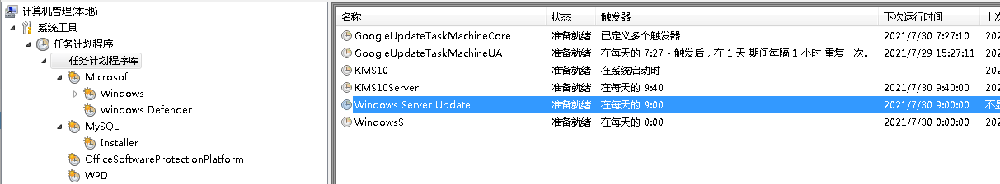 计算机管理(本地)
系统工具
任务计划程序
任务计划程序库
Microsoft
Windows
Windows Defender
MySQL
Installer
OfficeSoftwareProtectionPlatform
WPD
名称 状态 触发器 下次运行时间 上次
GoogleUpdateTaskMachineCore 准备就绪 已定义多个触发器 2021/7/30 7:27:10 202
GoogleUpdateTaskMachineUA 准备就绪 在每天的 7:27 - 触发后，在 1 天 期间每隔 1 小时 重复一次。 2021/7/29 15:27:11 202
KMS10 准备就绪 在系统启动时 202
KMS10Server 准备就绪 在每天的 9:40 2021/7/30 9:40:00 202
Windows Server Update 准备就绪 在每天的 9:00 2021/7/30 9:00:00
WindowsS 准备就绪 在每天的 0:00 2021/7/30 0:00:00 202